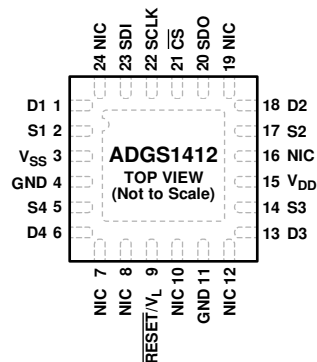 24 NIC
23 SDI
22 SCLK
21 CS
20 SDO
19 NIC
D1 1
S1 2
VSS 3
GND 4
S4 5
D4 6
ADGS1412
TOP VIEW
(Not to Scale)
18 D2
17 S2
16 NIC
15 VDD
14 S3
13 D3
NIC 7
NIC 8
RESET/VL 9
NIC 10
GND 11
NIC 12